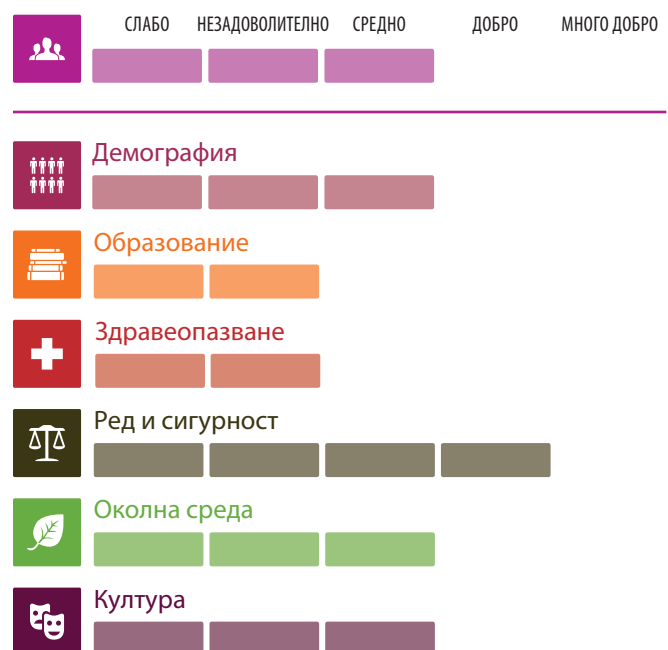 СЛАБО НЕЗАДОВОЛИТЕЛНО СРЕДНО ДОБРО МНОГО ДОБРО
Демография
Образование
Здравеопазване
Ред и сигурност
Околна среда
Култура